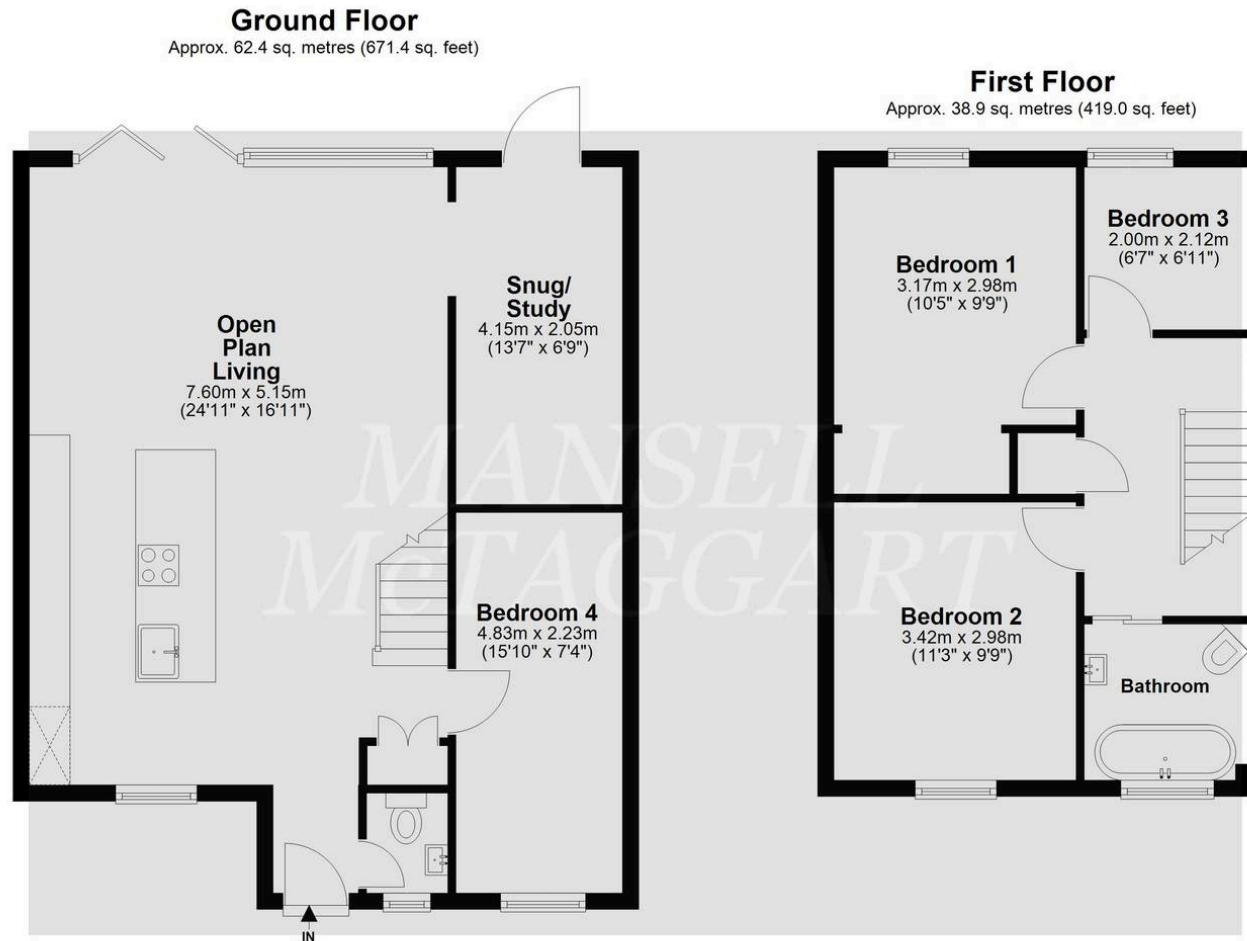 Ground Floor
Approx. 62.4 sq. metres (671.4 sq. feet)
First Floor
Approx. 38.9 sq. metres (419.0 sq. feet)
Open
Plan
Living
7.60m x 5.15m
(24'11" x 16'11")
Snug/
Study
4.15m x 2.05m
(13'7" x 6'9")
Bedroom 4
4.83m x 2.23m
(15'10" x 7'4")
IN
Bedroom 1
3.17m x 2.98m
(10'5" x 9'9")
Bedroom 3
2.00m x 2.12m
(6'7" x 6'11")
Bedroom 2
3.42m x 2.98m
(11'3" x 9'9")
Bathroom
MANSELL
McTAGGART